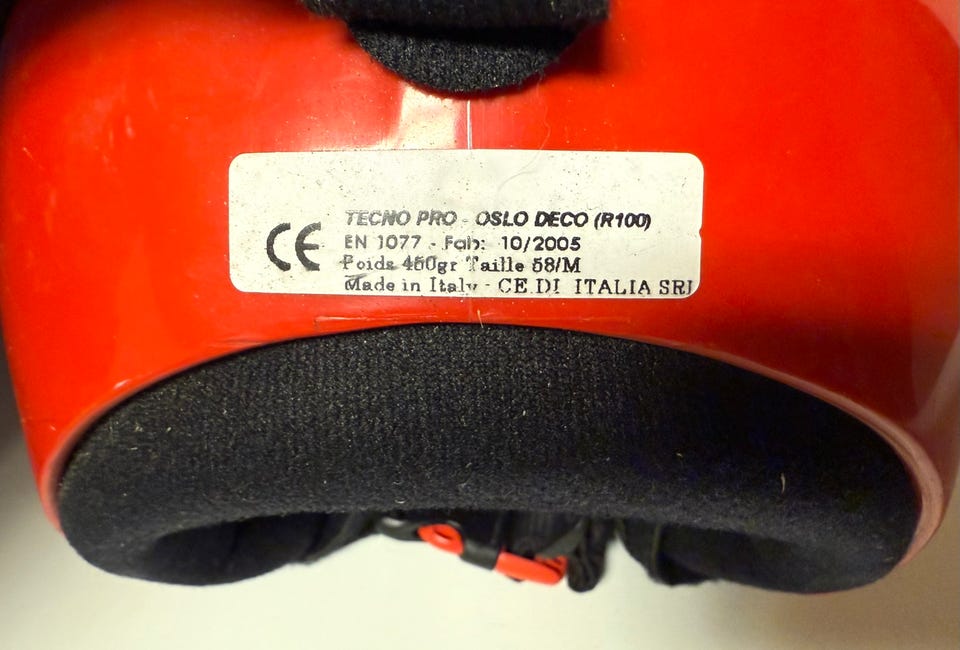 CE
TECNO PRO - OSLO DECO (R100)
EN 1077 - Fab: 10/2005
Poids 450gr Taille 58/M
Made in Italy - CE.DI ITALIA SRL